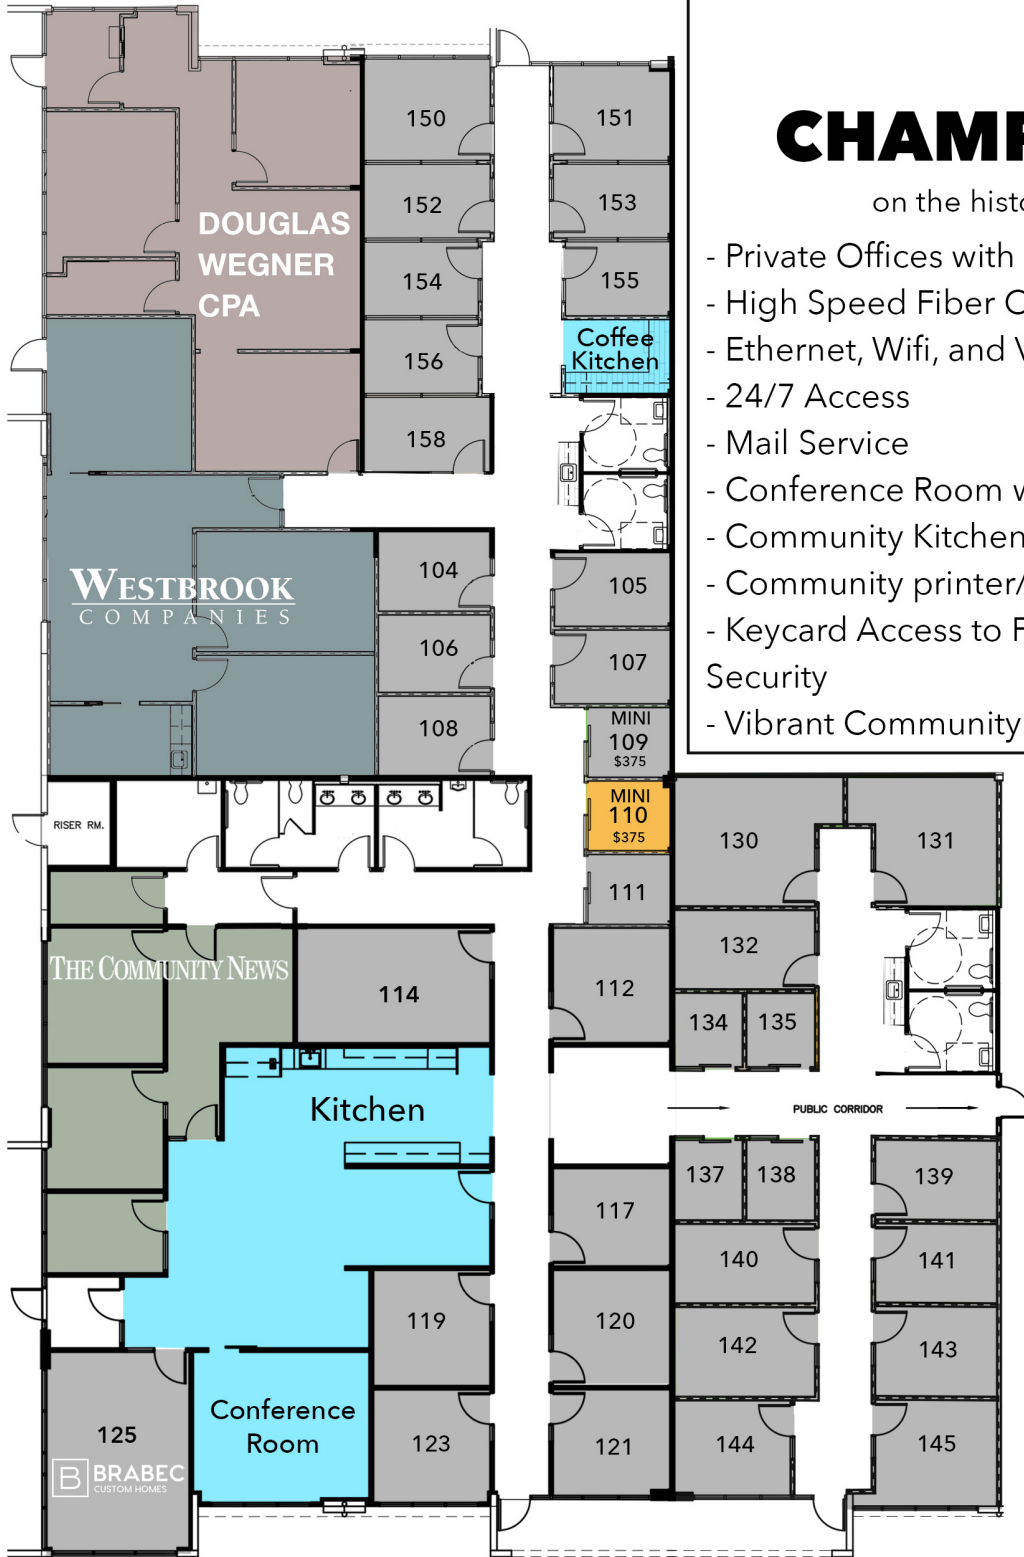 CHAMP
on the histo
- Private Offices with
- High Speed Fiber O
- Ethernet, Wifi, and V
- 24/7 Access
- Mail Service
- Conference Room w
- Community Kitchen
- Community printer/
- Keycard Access to F
Security
- Vibrant Community
DOUGLAS
WEGNER
CPA
150
151
152
153
154
155
Coffee
Kitchen
156
158
WESTBROOK
COMPANIES
104
105
106
107
108
MINI
109
$375
MINI
110
$375
RISER RM.
111
130
131
132
THE COMMUNITY NEWS
114
112
134
135
Kitchen
PUBLIC CORRIDOR
137
138
139
117
140
141
119
120
142
143
125
B BRABEC
CUSTOM HOMES
Conference
Room
123
121
144
145